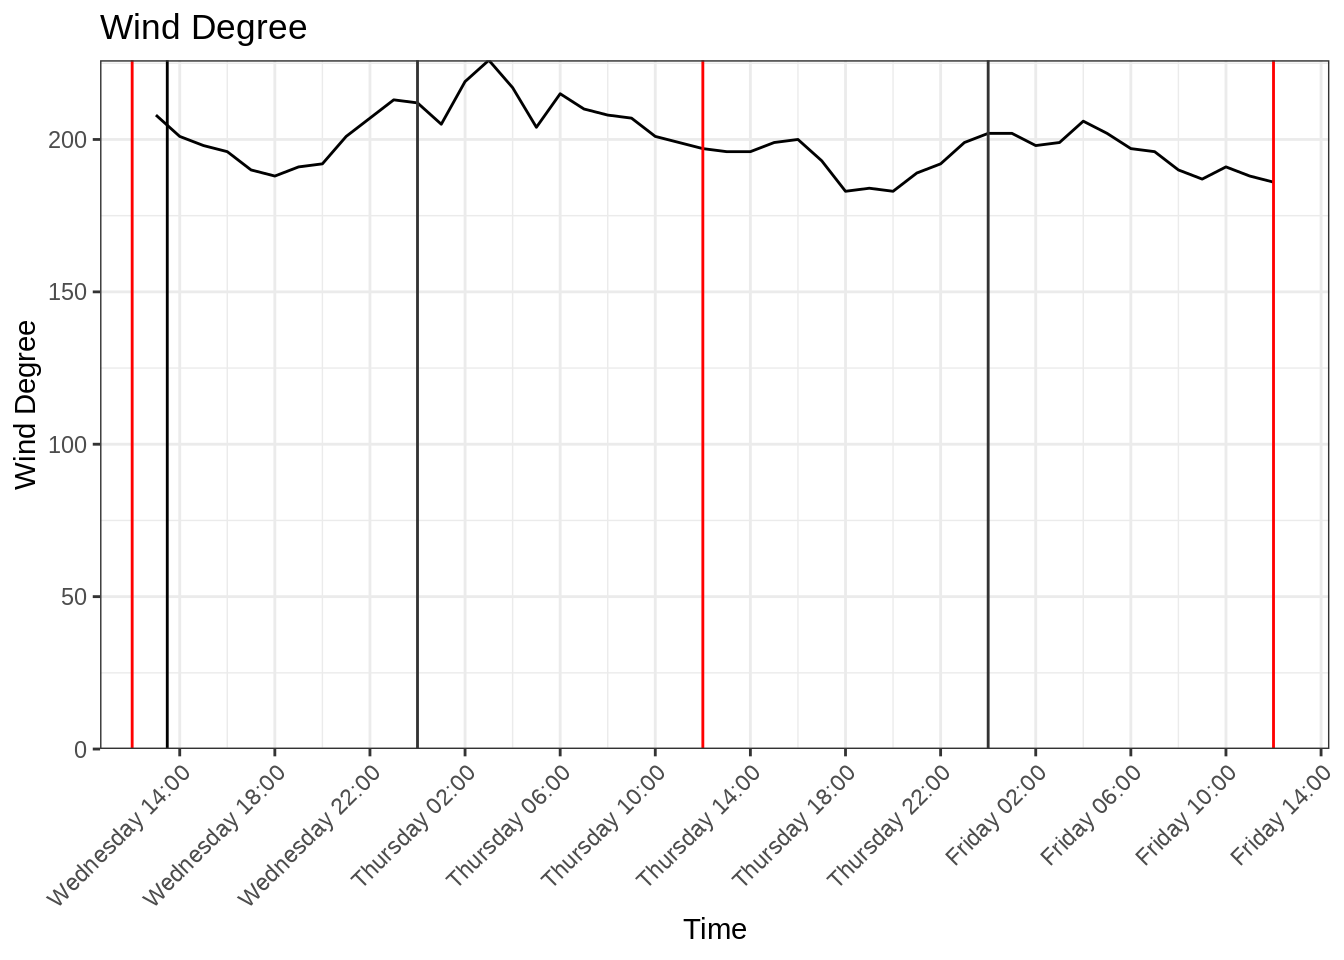 Wind Degree
Wind Degree
200
150
100
50
0
Wednesday 14:00
Wednesday 18:00
Wednesday 22:00
Thursday 02:00
Thursday 06:00
Thursday 10:00
Thursday 14:00
Thursday 18:00
Thursday 22:00
Friday 02:00
Friday 06:00
Friday 10:00
Friday 14:00
Time